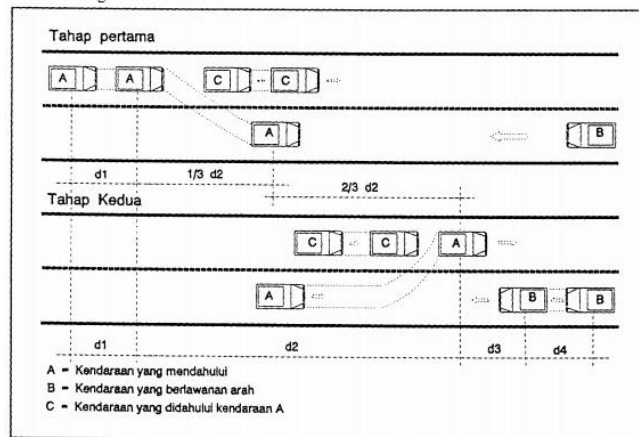 Tahap pertama
A A C C
A B
d1 1/3 d2 2/3 d2
Tahap Kedua
C C A
A B B
d1 d2 d3 d4
A = Kendaraan yang mendahului
B = Kendaraan yang berlawanan arah
C = Kendaraan yang didahului kendaraan A